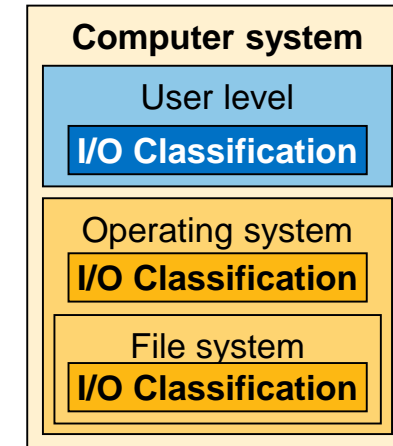 Computer system
User level
I/O Classification
Operating system
I/O Classification
File system
I/O Classification